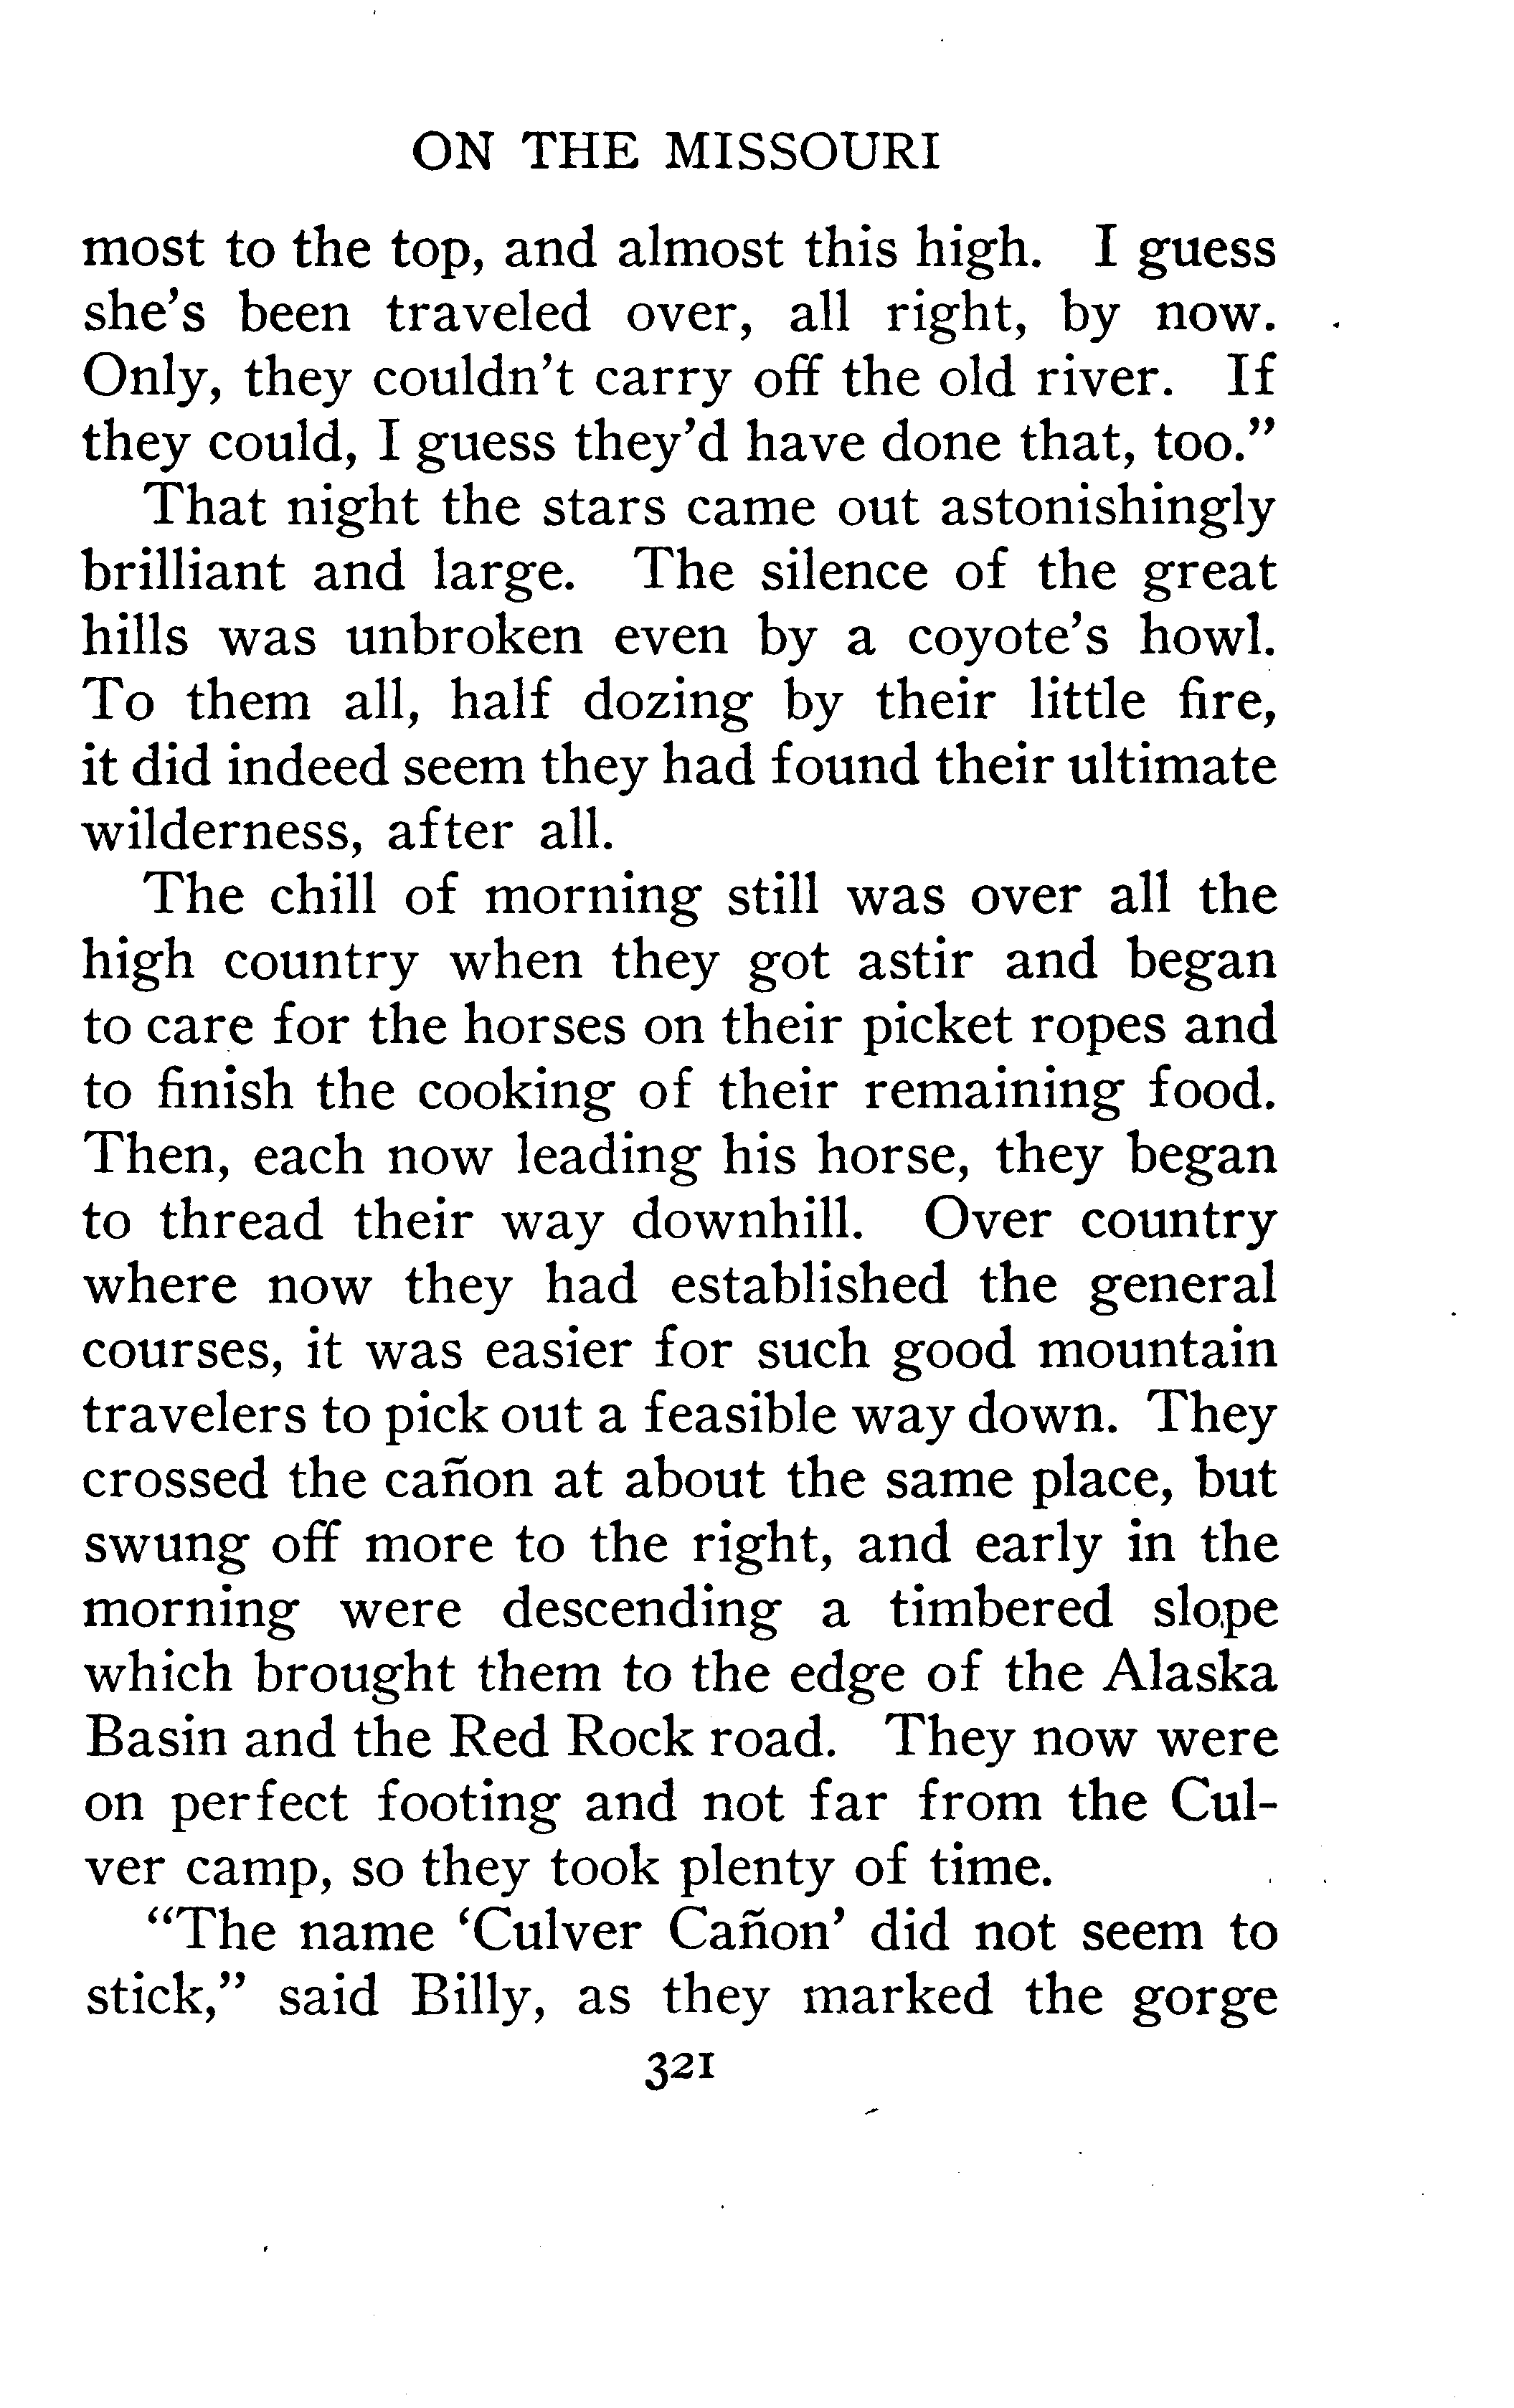 ON THE MISSOURI
most to the top, and almost this high. I guess
she's been traveled over, all right, by now.
Only, they couldn't carry off the old river. If
they could, I guess they'd have done that, too."
That night the stars came out astonishingly
brilliant and large. The silence of the great
hills was unbroken even by a coyote's howl.
To them all, half dozing by their little fire,
it did indeed seem they had found their ultimate
wilderness, after all.
The chill of morning still was over all the
high country when they got astir and began
to care for the horses on their picket ropes and
to finish the cooking of their remaining food.
Then, each now leading his horse, they began
to thread their way downhill. Over country
where now they had established the general
courses, it was easier for such good mountain
travelers to pick out a feasible way down. They
crossed the cañon at about the same place, but
swung off more to the right, and early in the
morning were descending a timbered slope
which brought them to the edge of the Alaska
Basin and the Red Rock road. They now were
on perfect footing and not far from the Cul-
ver camp, so they took plenty of time.
"The name 'Culver Cañon' did not seem to
stick," said Billy, as they marked the gorge
321